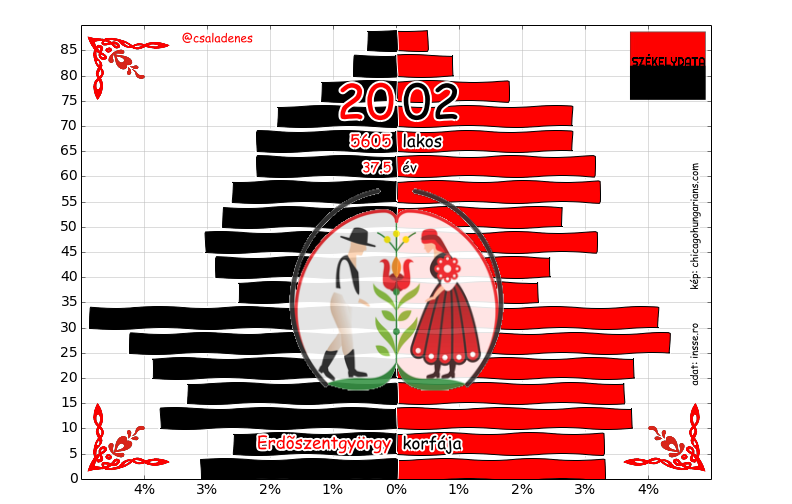 @csaladenes
SZÉKELYDATA
2002
5605 lakos
37.5 év
kép: chicagohungarians.com
adat: insse.ro
Erdőszentgyörgy korfája
85
80
75
70
65
60
55
50
45
40
35
30
25
20
15
10
5
0
4% 3% 2% 1% 0% 1% 2% 3% 4%